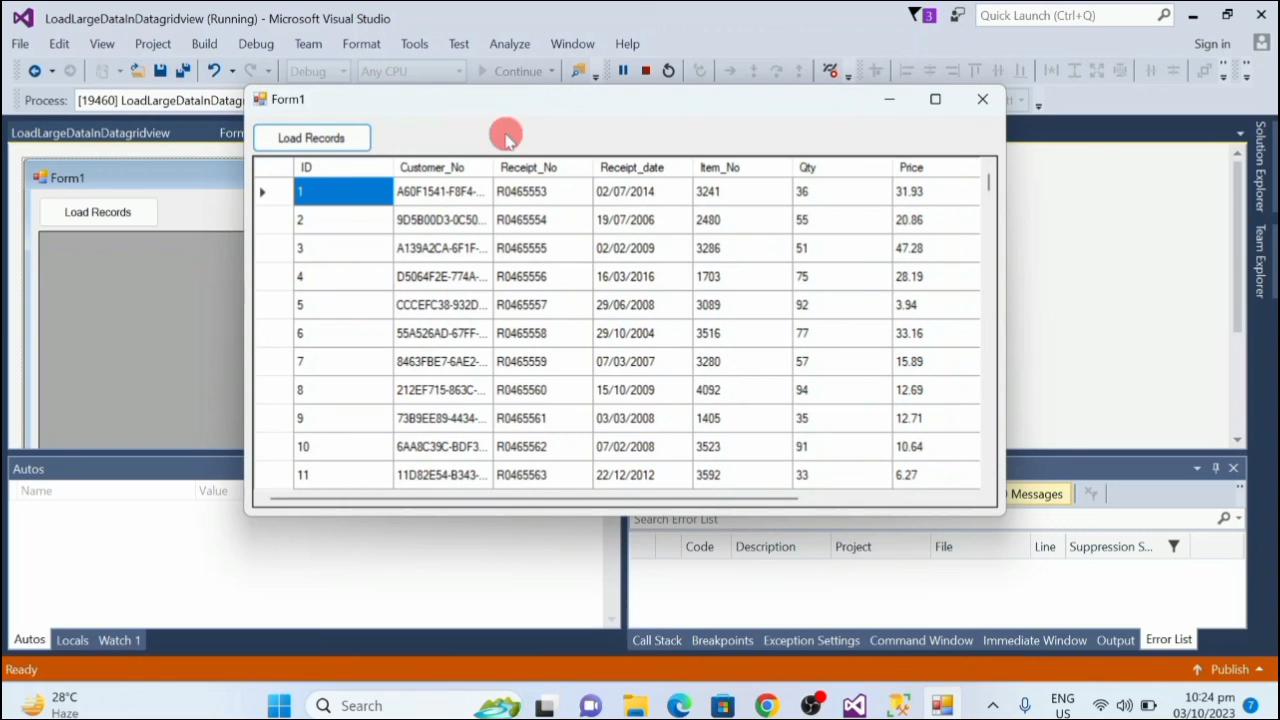 LoadLargeDataInDatagridview (Running) - Microsoft Visual Studio
3
Quick Launch (Ctrl+Q)
File Edit View Project Build Debug Team Format Tools Test Analyze Window Help
Sign in
Debug Any CPU Continue
Process: [19460] LoadLargeDataInDatagr
Form1
LoadLargeDataInDatagridview Forn
Load Records
ID Customer_No Receipt_No Receipt_date Item_No Qty Price
1 A60F1541-F8F4-... R0465553 02/07/2014 3241 36 31.93
2 9D5B00D3-0C50... R0465554 19/07/2006 2480 55 20.86
3 A139A2CA-6F1F-... R0465555 02/02/2009 3286 51 47.28
4 D5064F2E-774A-... R0465556 16/03/2016 1703 75 28.19
5 CCCEFC38-932D... R0465557 29/06/2008 3089 92 3.94
6 55A526AD-67FF-... R0465558 29/10/2004 3516 77 33.16
7 8463FBE7-6AE2-... R0465559 07/03/2007 3280 57 15.89
8 212EF715-863C-... R0465560 15/10/2009 4092 94 12.69
9 73B9EE89-4434-... R0465561 03/03/2008 1405 35 12.71
10 6AA8C39C-BDF3... R0465562 07/02/2008 3523 91 10.64
11 11D82E54-B343-... R0465563 22/12/2012 3592 33 6.27
Form1
Load Records
Solution Explorer
Team Explorer
Autos
Name Value
Messages
Search Error List
Code Description Project File Line Suppression S...
Autos Locals Watch 1
Call Stack Breakpoints Exception Settings Command Window Immediate Window Output Error List
Ready
Publish
28°C
Haze
Search
ENG
US
10:24 pm
03/10/2023
7